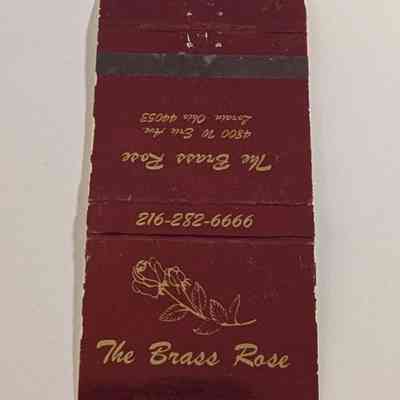 4800 W Erie Ave
Lorain Ohio 44053
The Brass Rose
216-282-6666
The Brass Rose